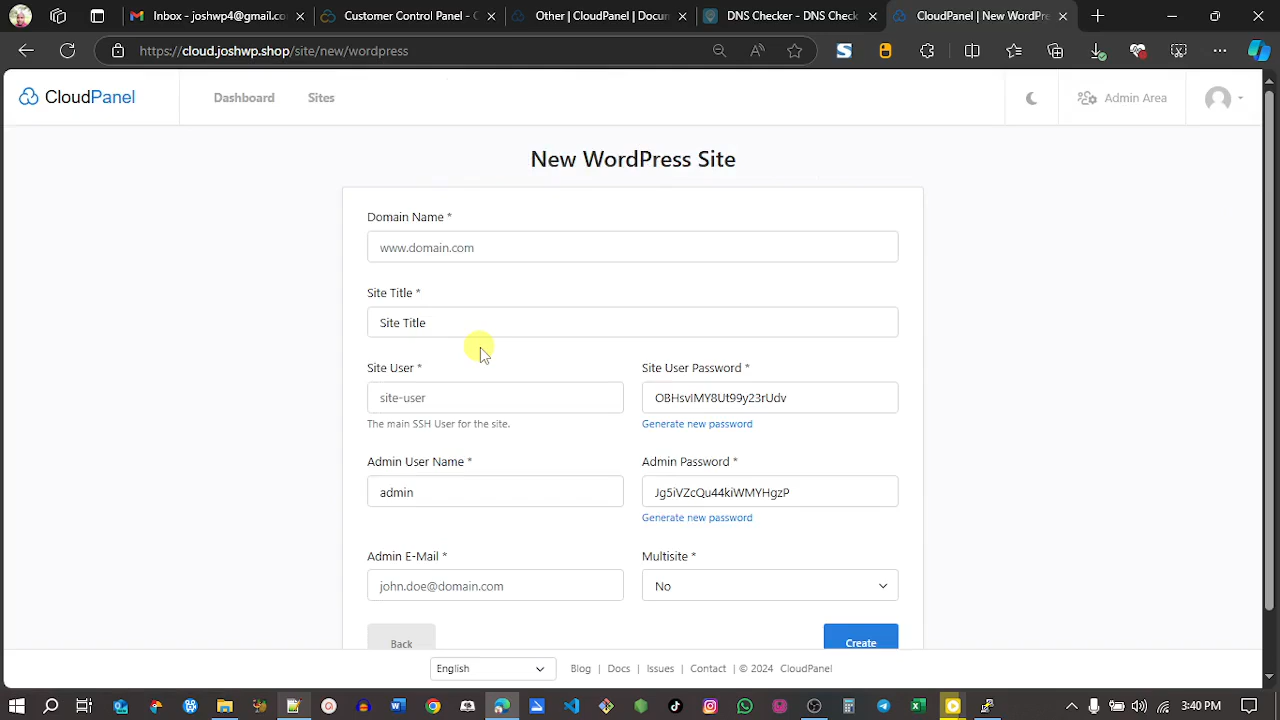 Inbox - joshwp4@gmail.co
Customer Control Panel - C
Other | CloudPanel | Docum
DNS Checker - DNS Check
CloudPanel | New WordPre
https://cloud.joshwp.shop/site/new/wordpress
CloudPanel
Dashboard
Sites
Admin Area
New WordPress Site
Domain Name *
www.domain.com
Site Title *
Site Title
Site User *
Site User Password *
site-user
OBHsvIMY8Ut99y23rUdv
The main SSH User for the site.
Generate new password
Admin User Name *
Admin Password *
admin
Jg5iVZcQu44kiWMYHgzP
Generate new password
Admin E-Mail *
Multisite *
john.doe@domain.com
No
Back
Create
English
Blog | Docs | Issues | Contact | © 2024 CloudPanel
3:40 PM